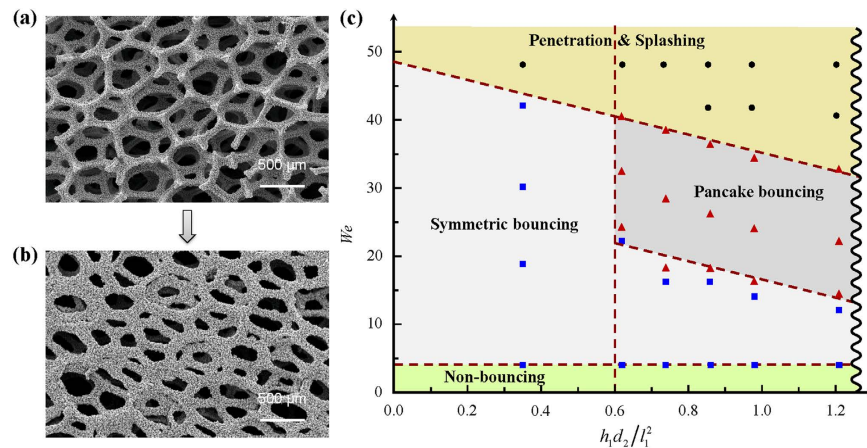 (a)
500 μm
(b)
500 μm
(c)
We
50
40
30
20
10
0
Penetration & Splashing
Pancake bouncing
Symmetric bouncing
Non-bouncing
0.0 0.2 0.4 0.6 0.8 1.0 1.2
h₁d₂/l₁²